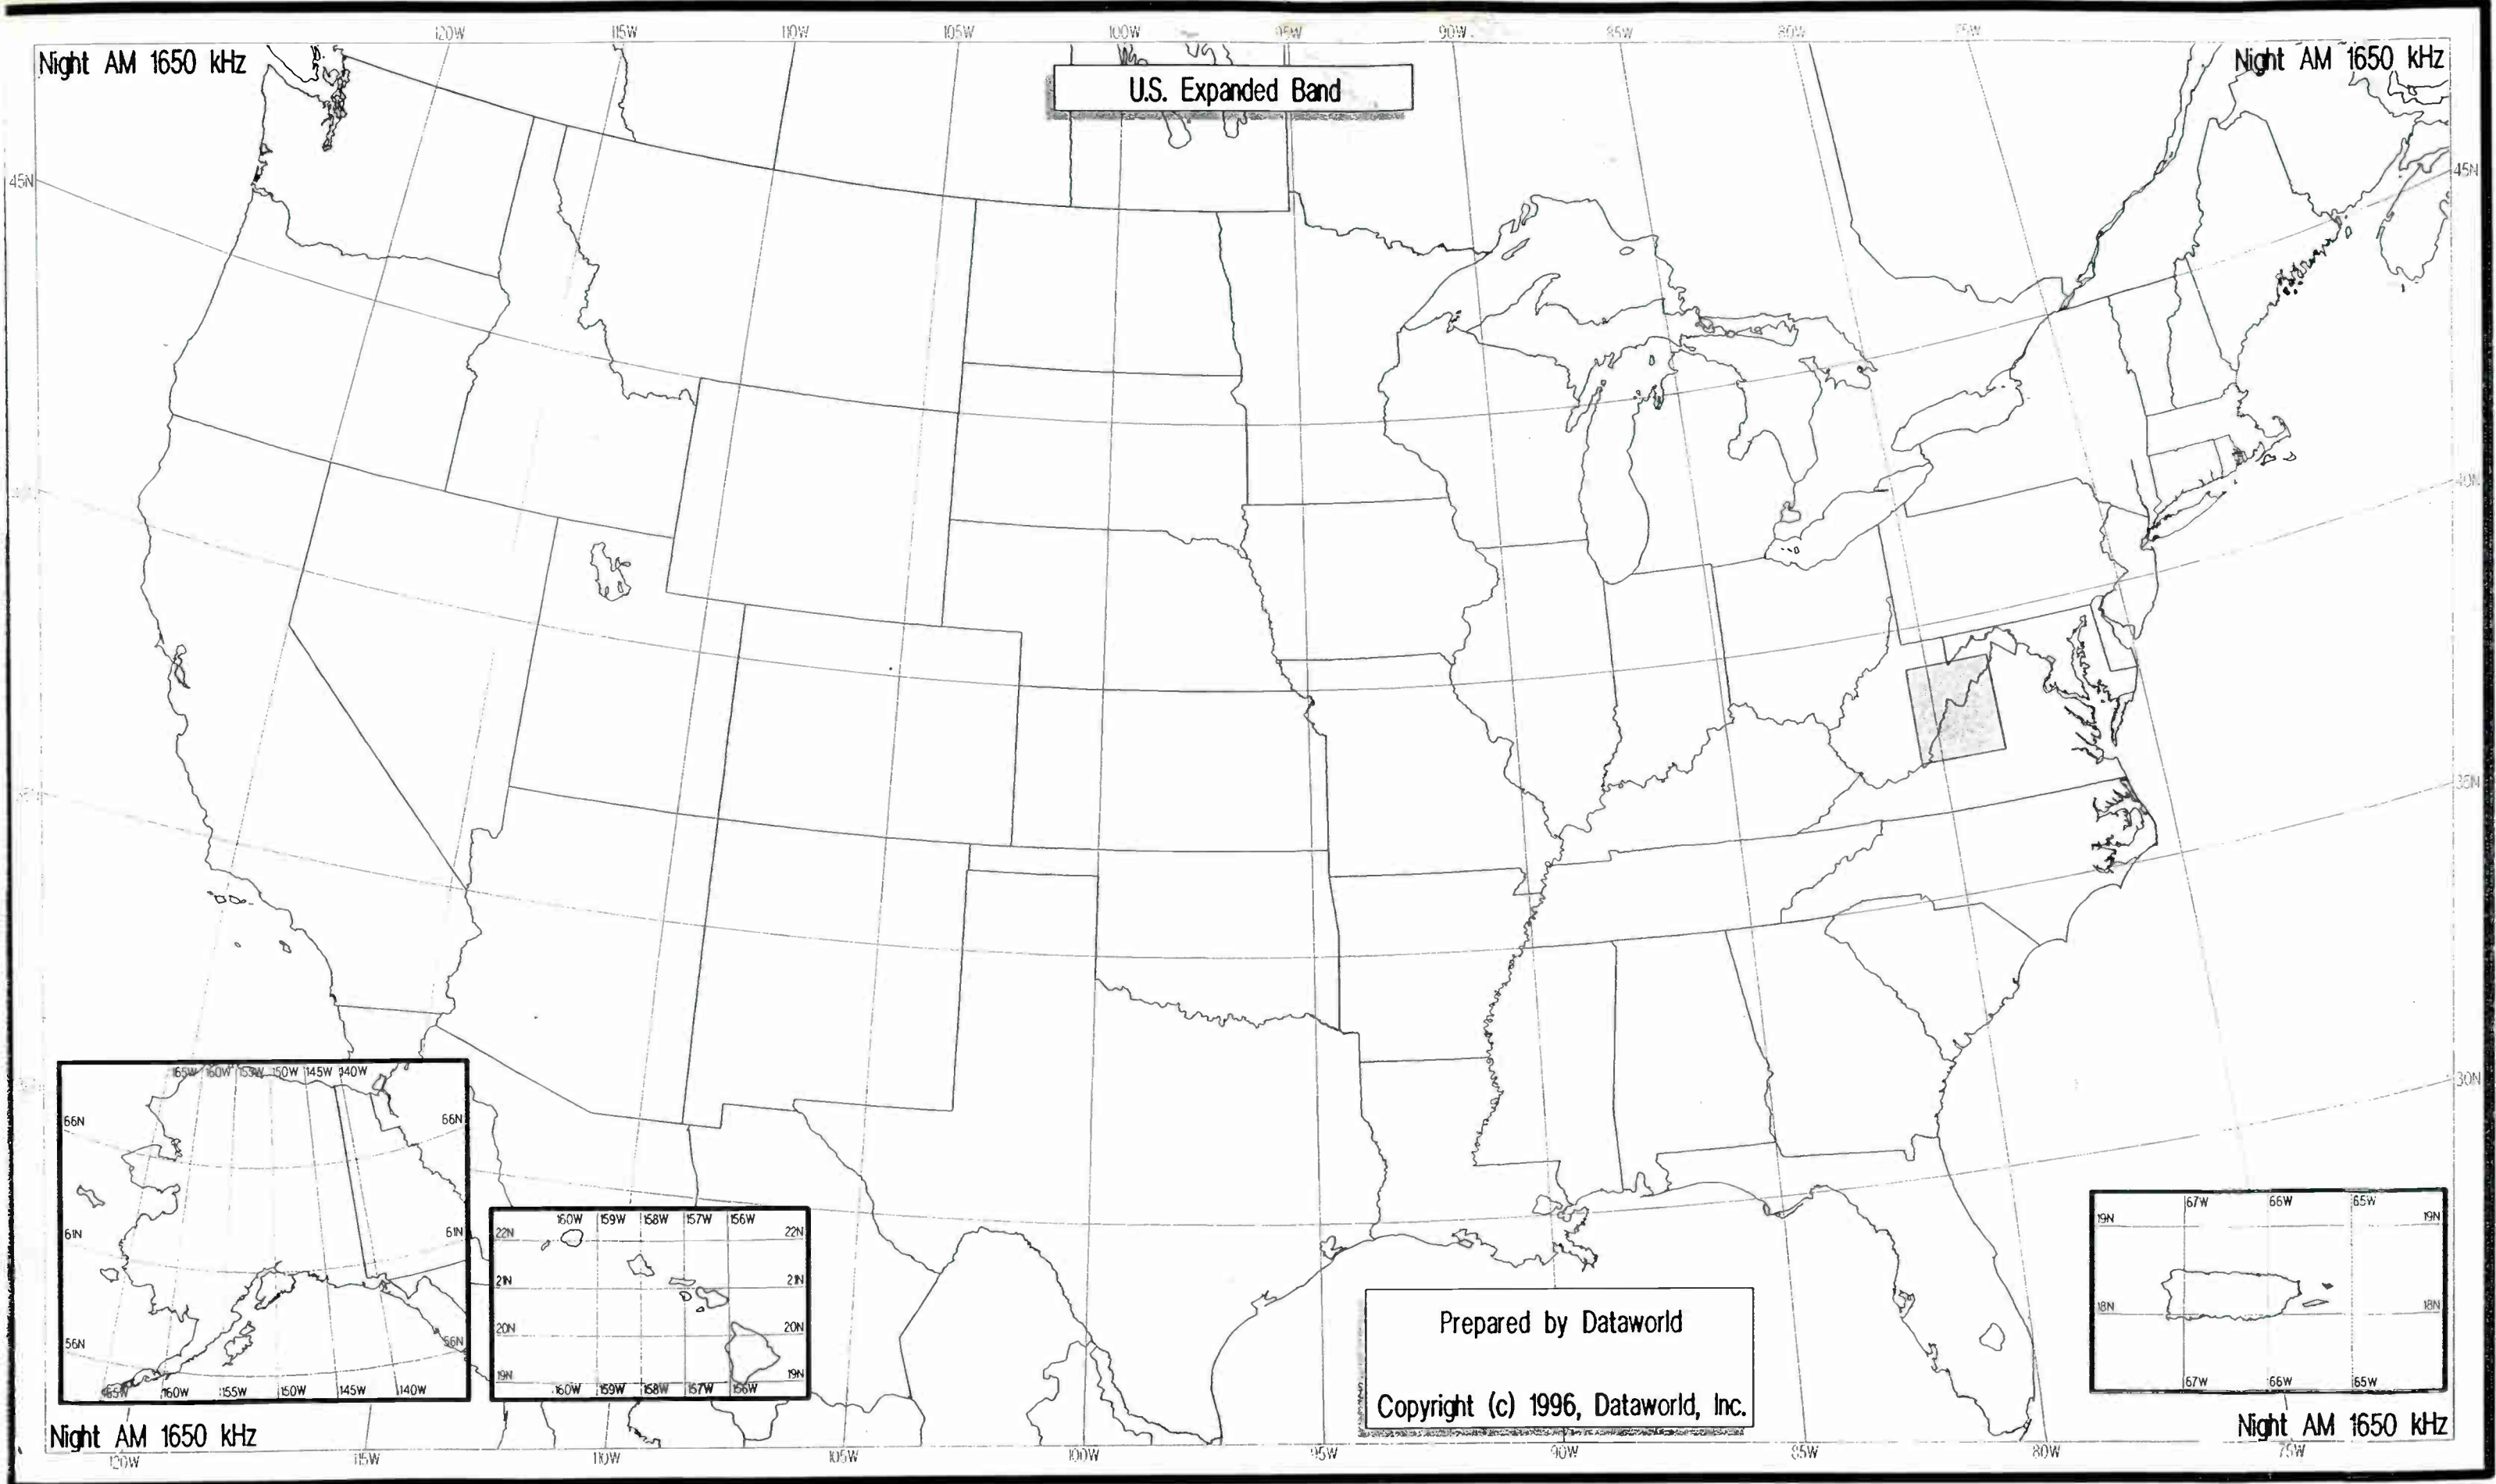 120W 115W 110W 105W 100W 95W 90W 85W 80W 75W
Night AM 1650 kHz
Night AM 1650 kHz
U.S. Expanded Band
45N
45N
40N
35N
30N
165W 160W 155W 150W 145W 140W
66N
66N
61N
61N
56N
56N
165W 160W 155W 150W 145W 140W
160W 159W 158W 157W 156W
22N
22N
21N
21N
20N
20N
19N
19N
160W 159W 158W 157W 156W
67W 66W 65W
19N
19N
18N
18N
67W 66W 65W
Prepared by Dataworld
Copyright (c) 1996, Dataworld, Inc.
Night AM 1650 kHz
Night AM 1650 kHz
120W 115W 110W 105W 100W 95W 90W 85W 80W 75W